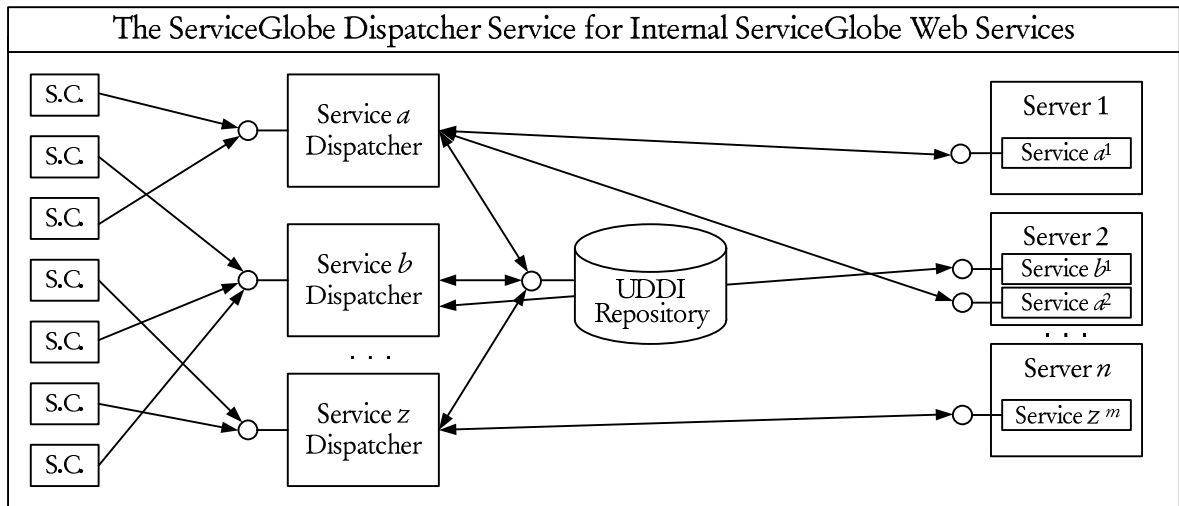 The ServiceGlobe Dispatcher Service for Internal ServiceGlobe Web Services
S.C.
S.C.
S.C.
S.C.
S.C.
S.C.
S.C.
Service a
Dispatcher
Service b
Dispatcher
. . .
Service z
Dispatcher
UDDI
Repository
Server 1
Service a¹
Server 2
Service b¹
Service a²
. . .
Server n
Service z ᵐ